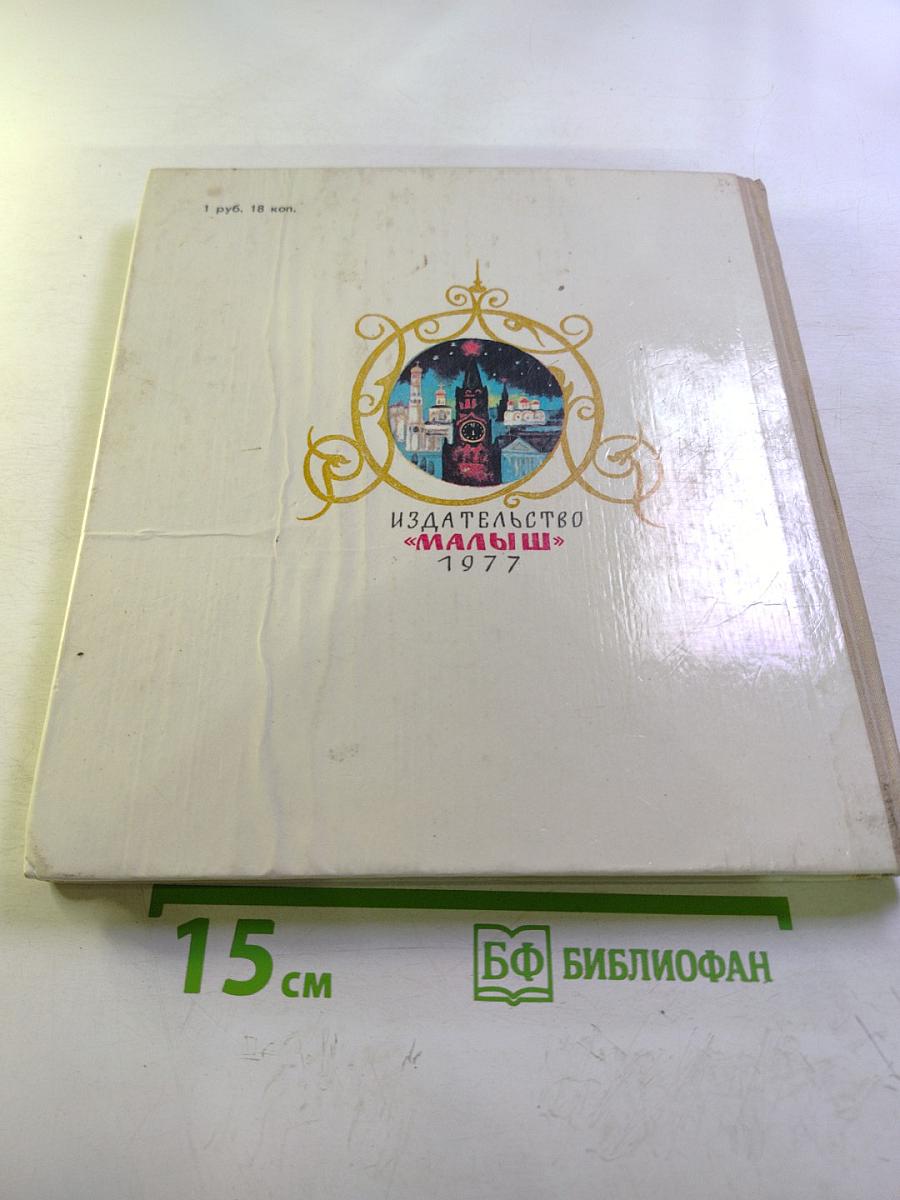 1 руб. 18 коп.
ИЗДАТЕЛЬСТВО
«МАЛЫШ»
1977
15 см
БФ БИБЛИОФАН